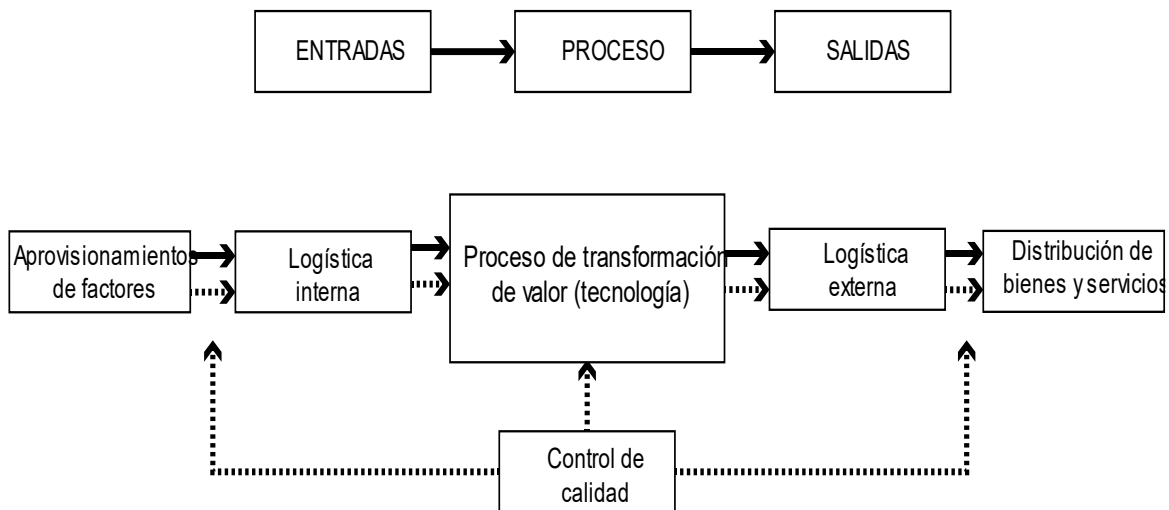 ENTRADAS
PROCESO
SALIDAS
Aprovisionamientos
de factores
Logística
interna
Proceso de transformación
de valor (tecnología)
Logística
externa
Distribución de
bienes y servicios
Control de
calidad